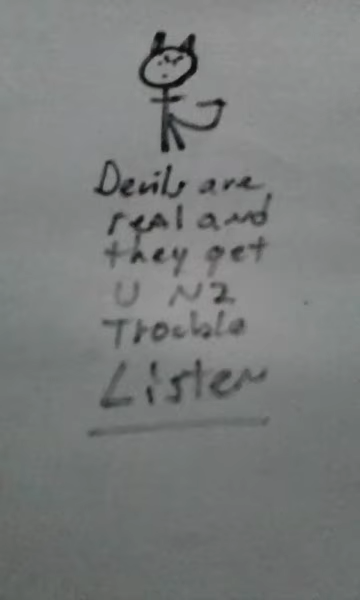 Devils are
real and
they get
U N2
Trouble
Listen